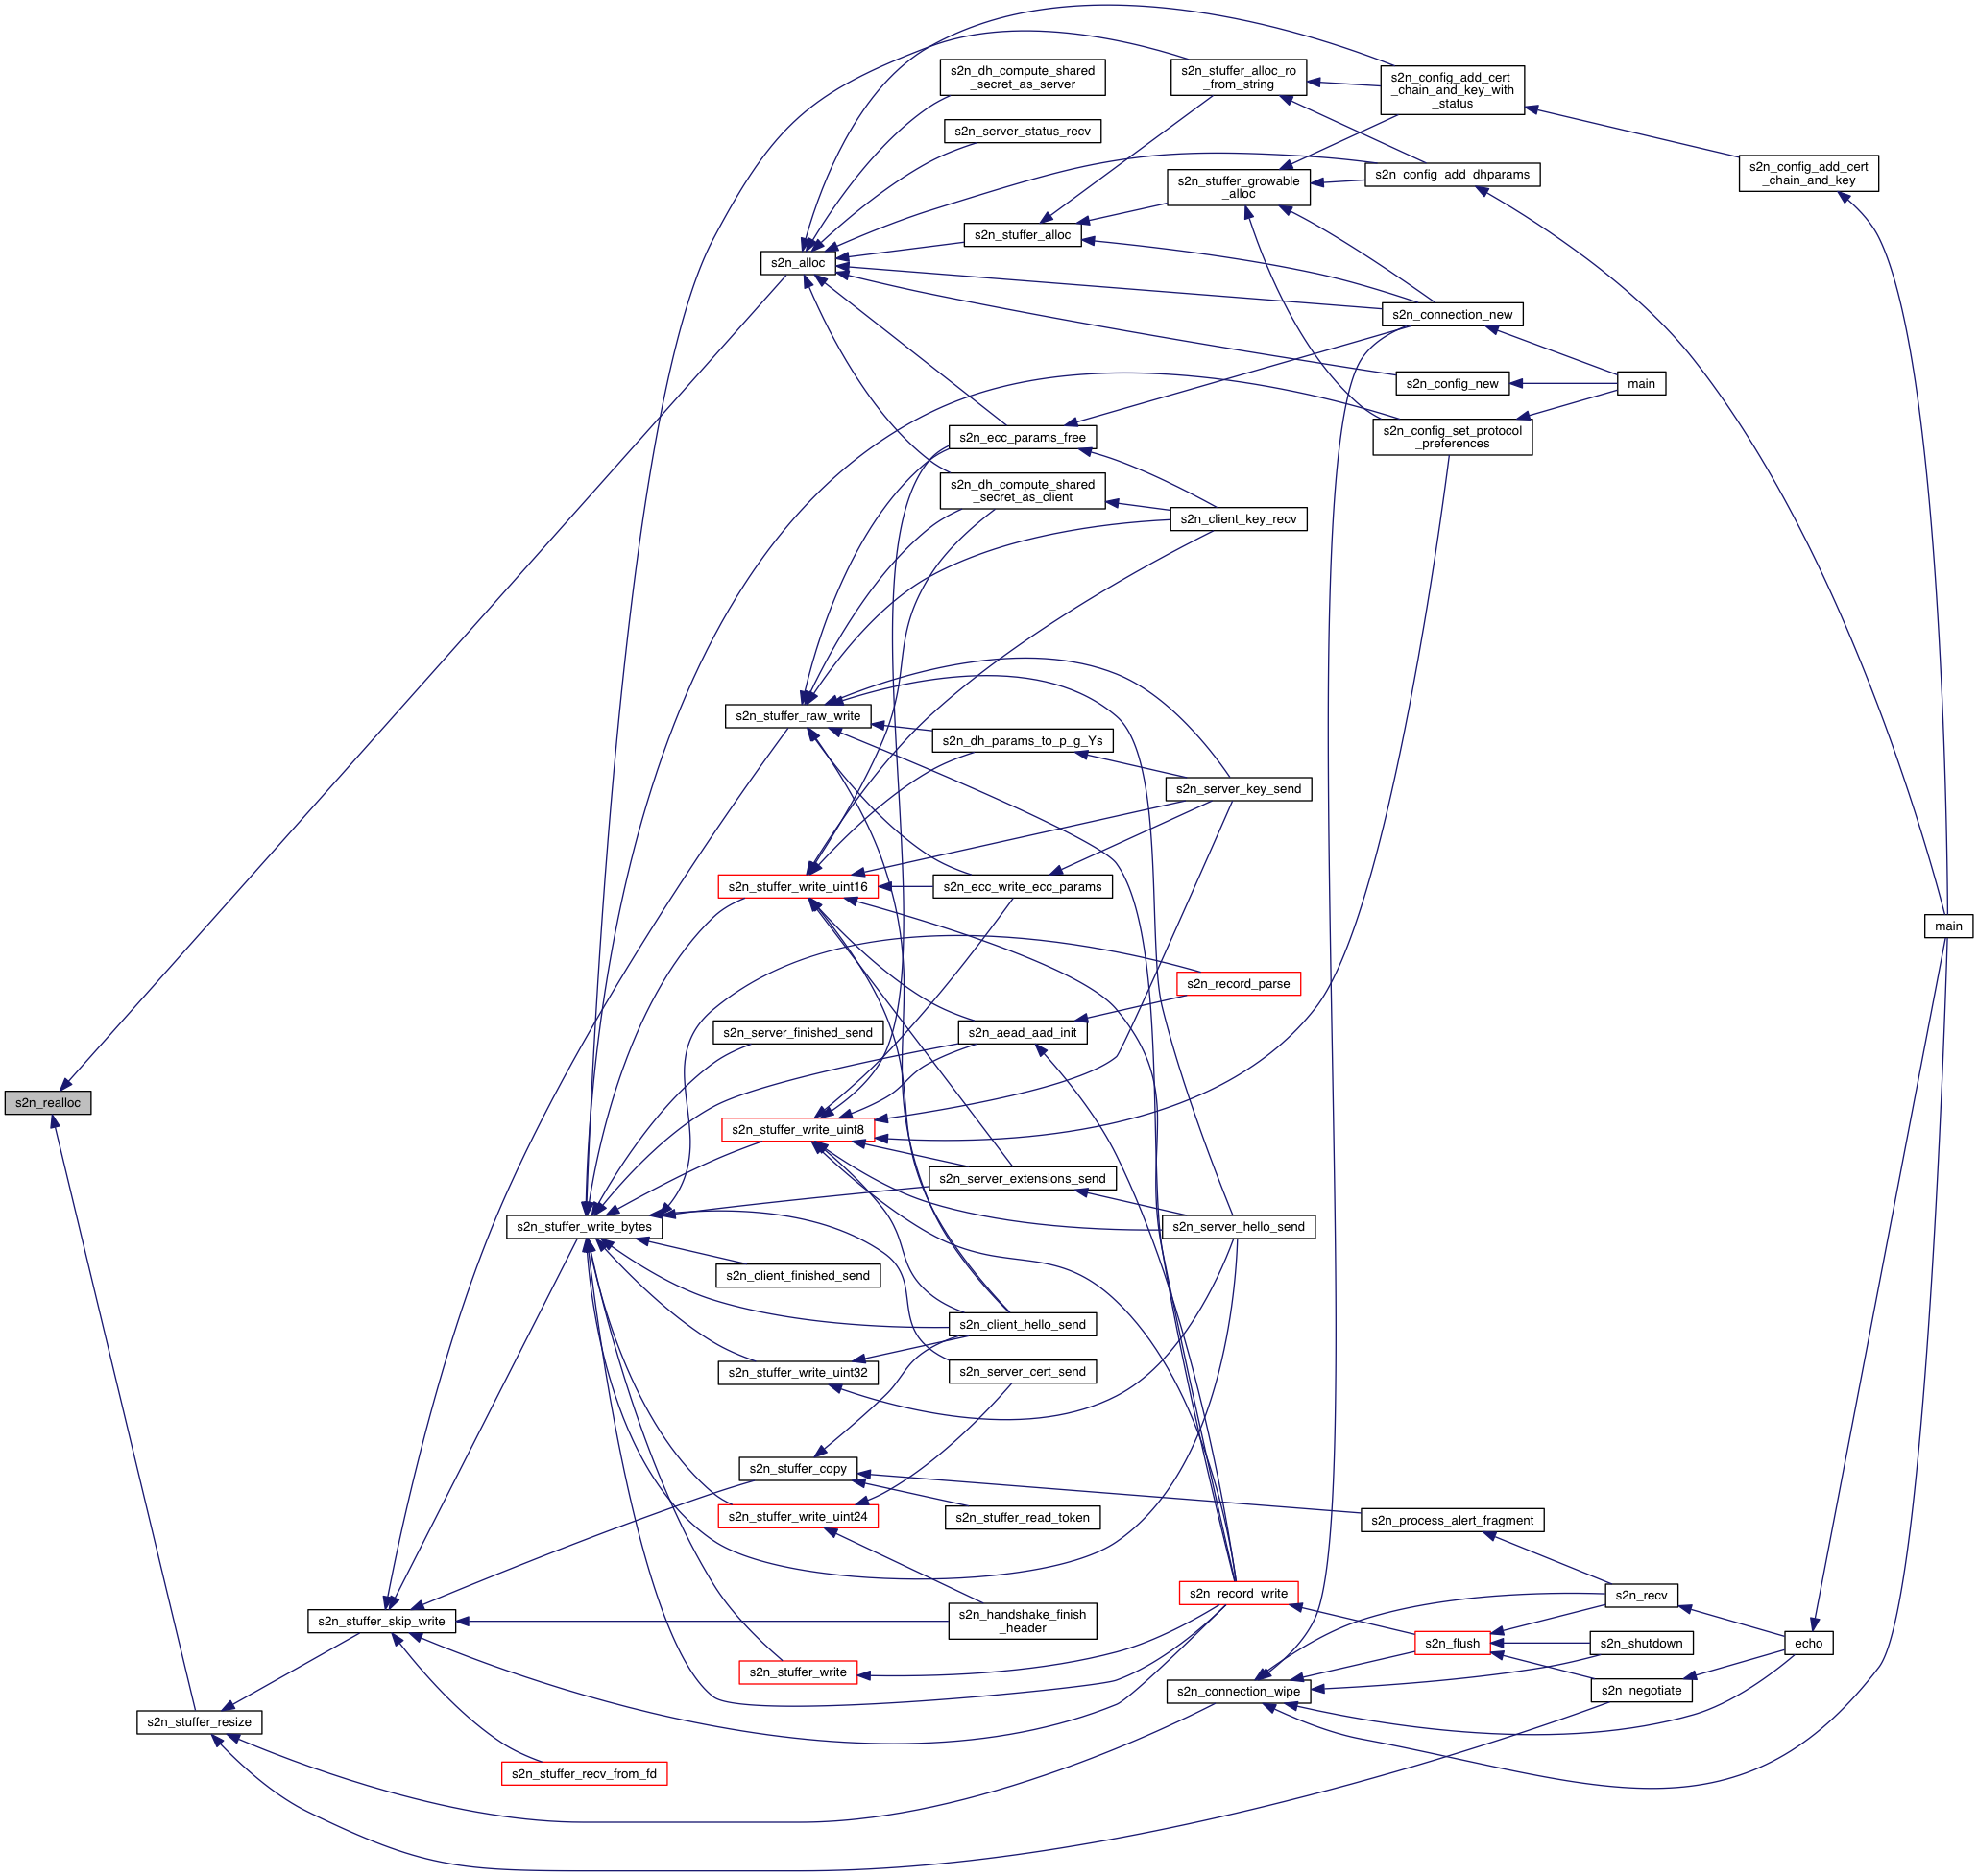 s2n_dh_compute_shared
_secret_as_server
s2n_stuffer_alloc_ro
_from_string
s2n_config_add_cert
_chain_and_key_with
_status
s2n_server_status_recv
s2n_config_add_cert
_chain_and_key
s2n_config_add_dhparams
s2n_stuffer_growable
_alloc
s2n_stuffer_alloc
s2n_alloc
s2n_connection_new
s2n_config_new
main
s2n_ecc_params_free
s2n_config_set_protocol
_preferences
s2n_dh_compute_shared
_secret_as_client
s2n_client_key_recv
s2n_stuffer_raw_write
s2n_dh_params_to_p_g_Ys
s2n_server_key_send
s2n_stuffer_write_uint16
s2n_ecc_write_ecc_params
main
s2n_record_parse
s2n_server_finished_send
s2n_aead_aad_init
s2n_realloc
s2n_stuffer_write_uint8
s2n_server_extensions_send
s2n_stuffer_write_bytes
s2n_server_hello_send
s2n_client_finished_send
s2n_client_hello_send
s2n_stuffer_write_uint32
s2n_server_cert_send
s2n_stuffer_copy
s2n_stuffer_write_uint24
s2n_stuffer_read_token
s2n_process_alert_fragment
s2n_record_write
s2n_recv
s2n_stuffer_skip_write
s2n_handshake_finish
_header
s2n_flush
s2n_shutdown
echo
s2n_stuffer_write
s2n_connection_wipe
s2n_negotiate
s2n_stuffer_resize
s2n_stuffer_recv_from_fd